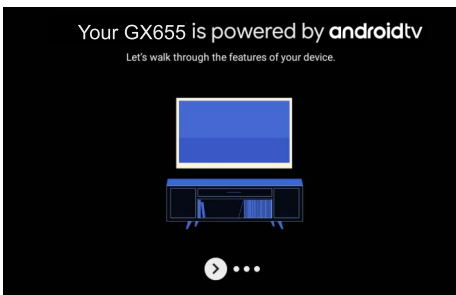 Your GX655 is powered by androidtv
Let's walk through the features of your device.